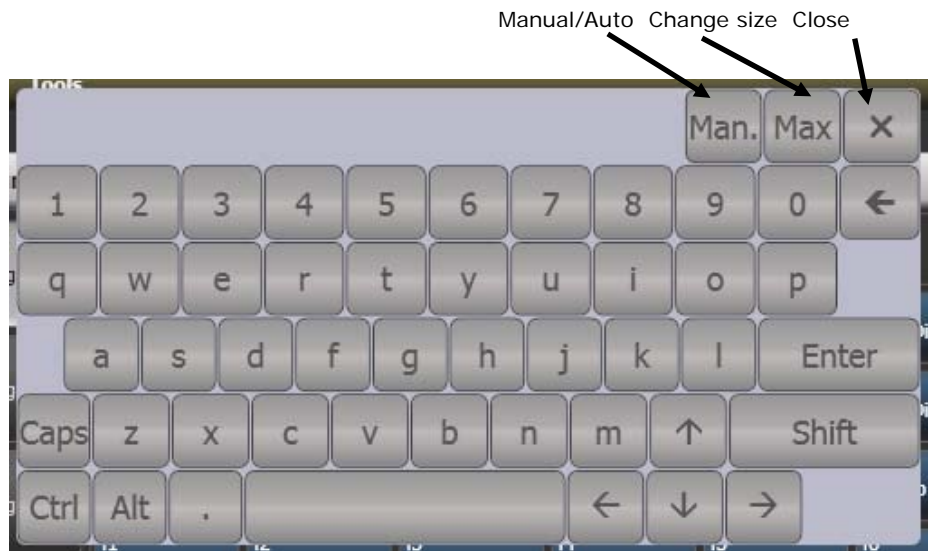 Manual/Auto Change size Close
Tools
Man. Max ×
1 2 3 4 5 6 7 8 9 0 ←
q w e r t y u i o p
a s d f g h j k l Enter
Caps z x c v b n m ↑ Shift
Ctrl Alt . ← ↓ →